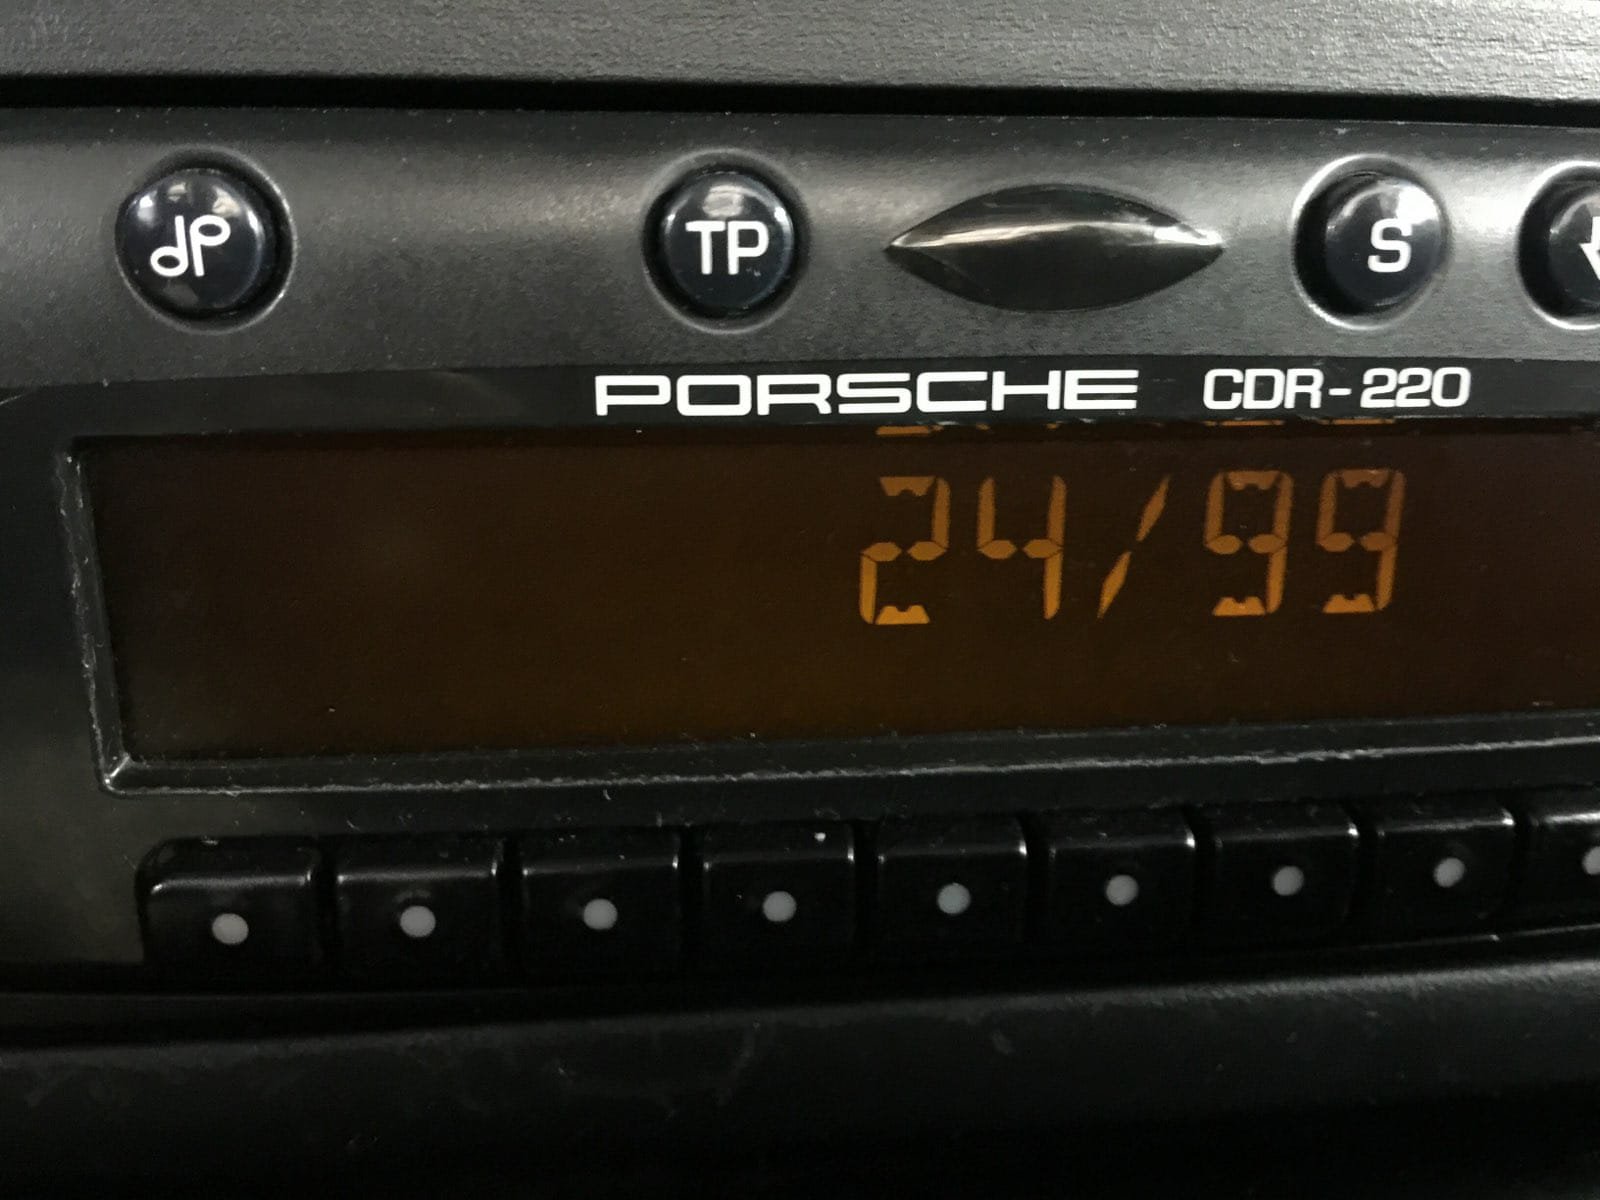 TP S
PORSCHE CDR-220
24/99